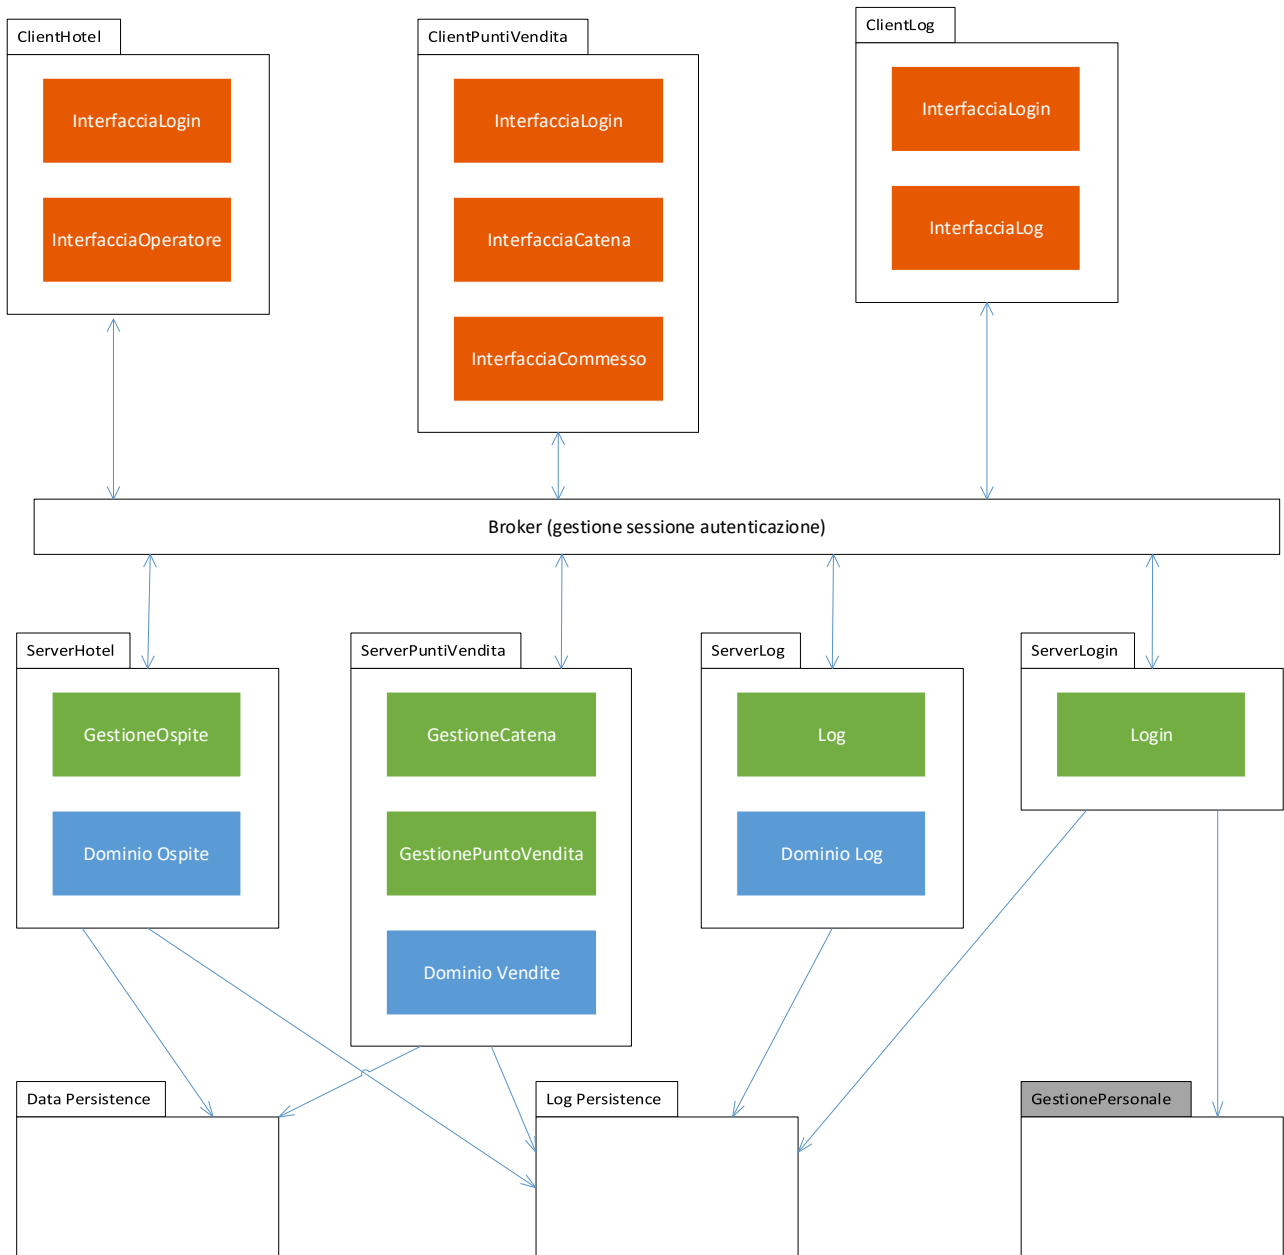 ClientHotel
InterfacciaLogin
InterfacciaOperatore
ClientPuntiVendita
InterfacciaLogin
InterfacciaCatena
InterfacciaCommesso
ClientLog
InterfacciaLogin
InterfacciaLog
Broker (gestione sessione autenticazione)
ServerHotel
GestioneOspite
Dominio Ospite
ServerPuntiVendita
GestioneCatena
GestionePuntoVendita
Dominio Vendite
ServerLog
Log
Dominio Log
ServerLogin
Login
Data Persistence
Log Persistence
GestionePersonale